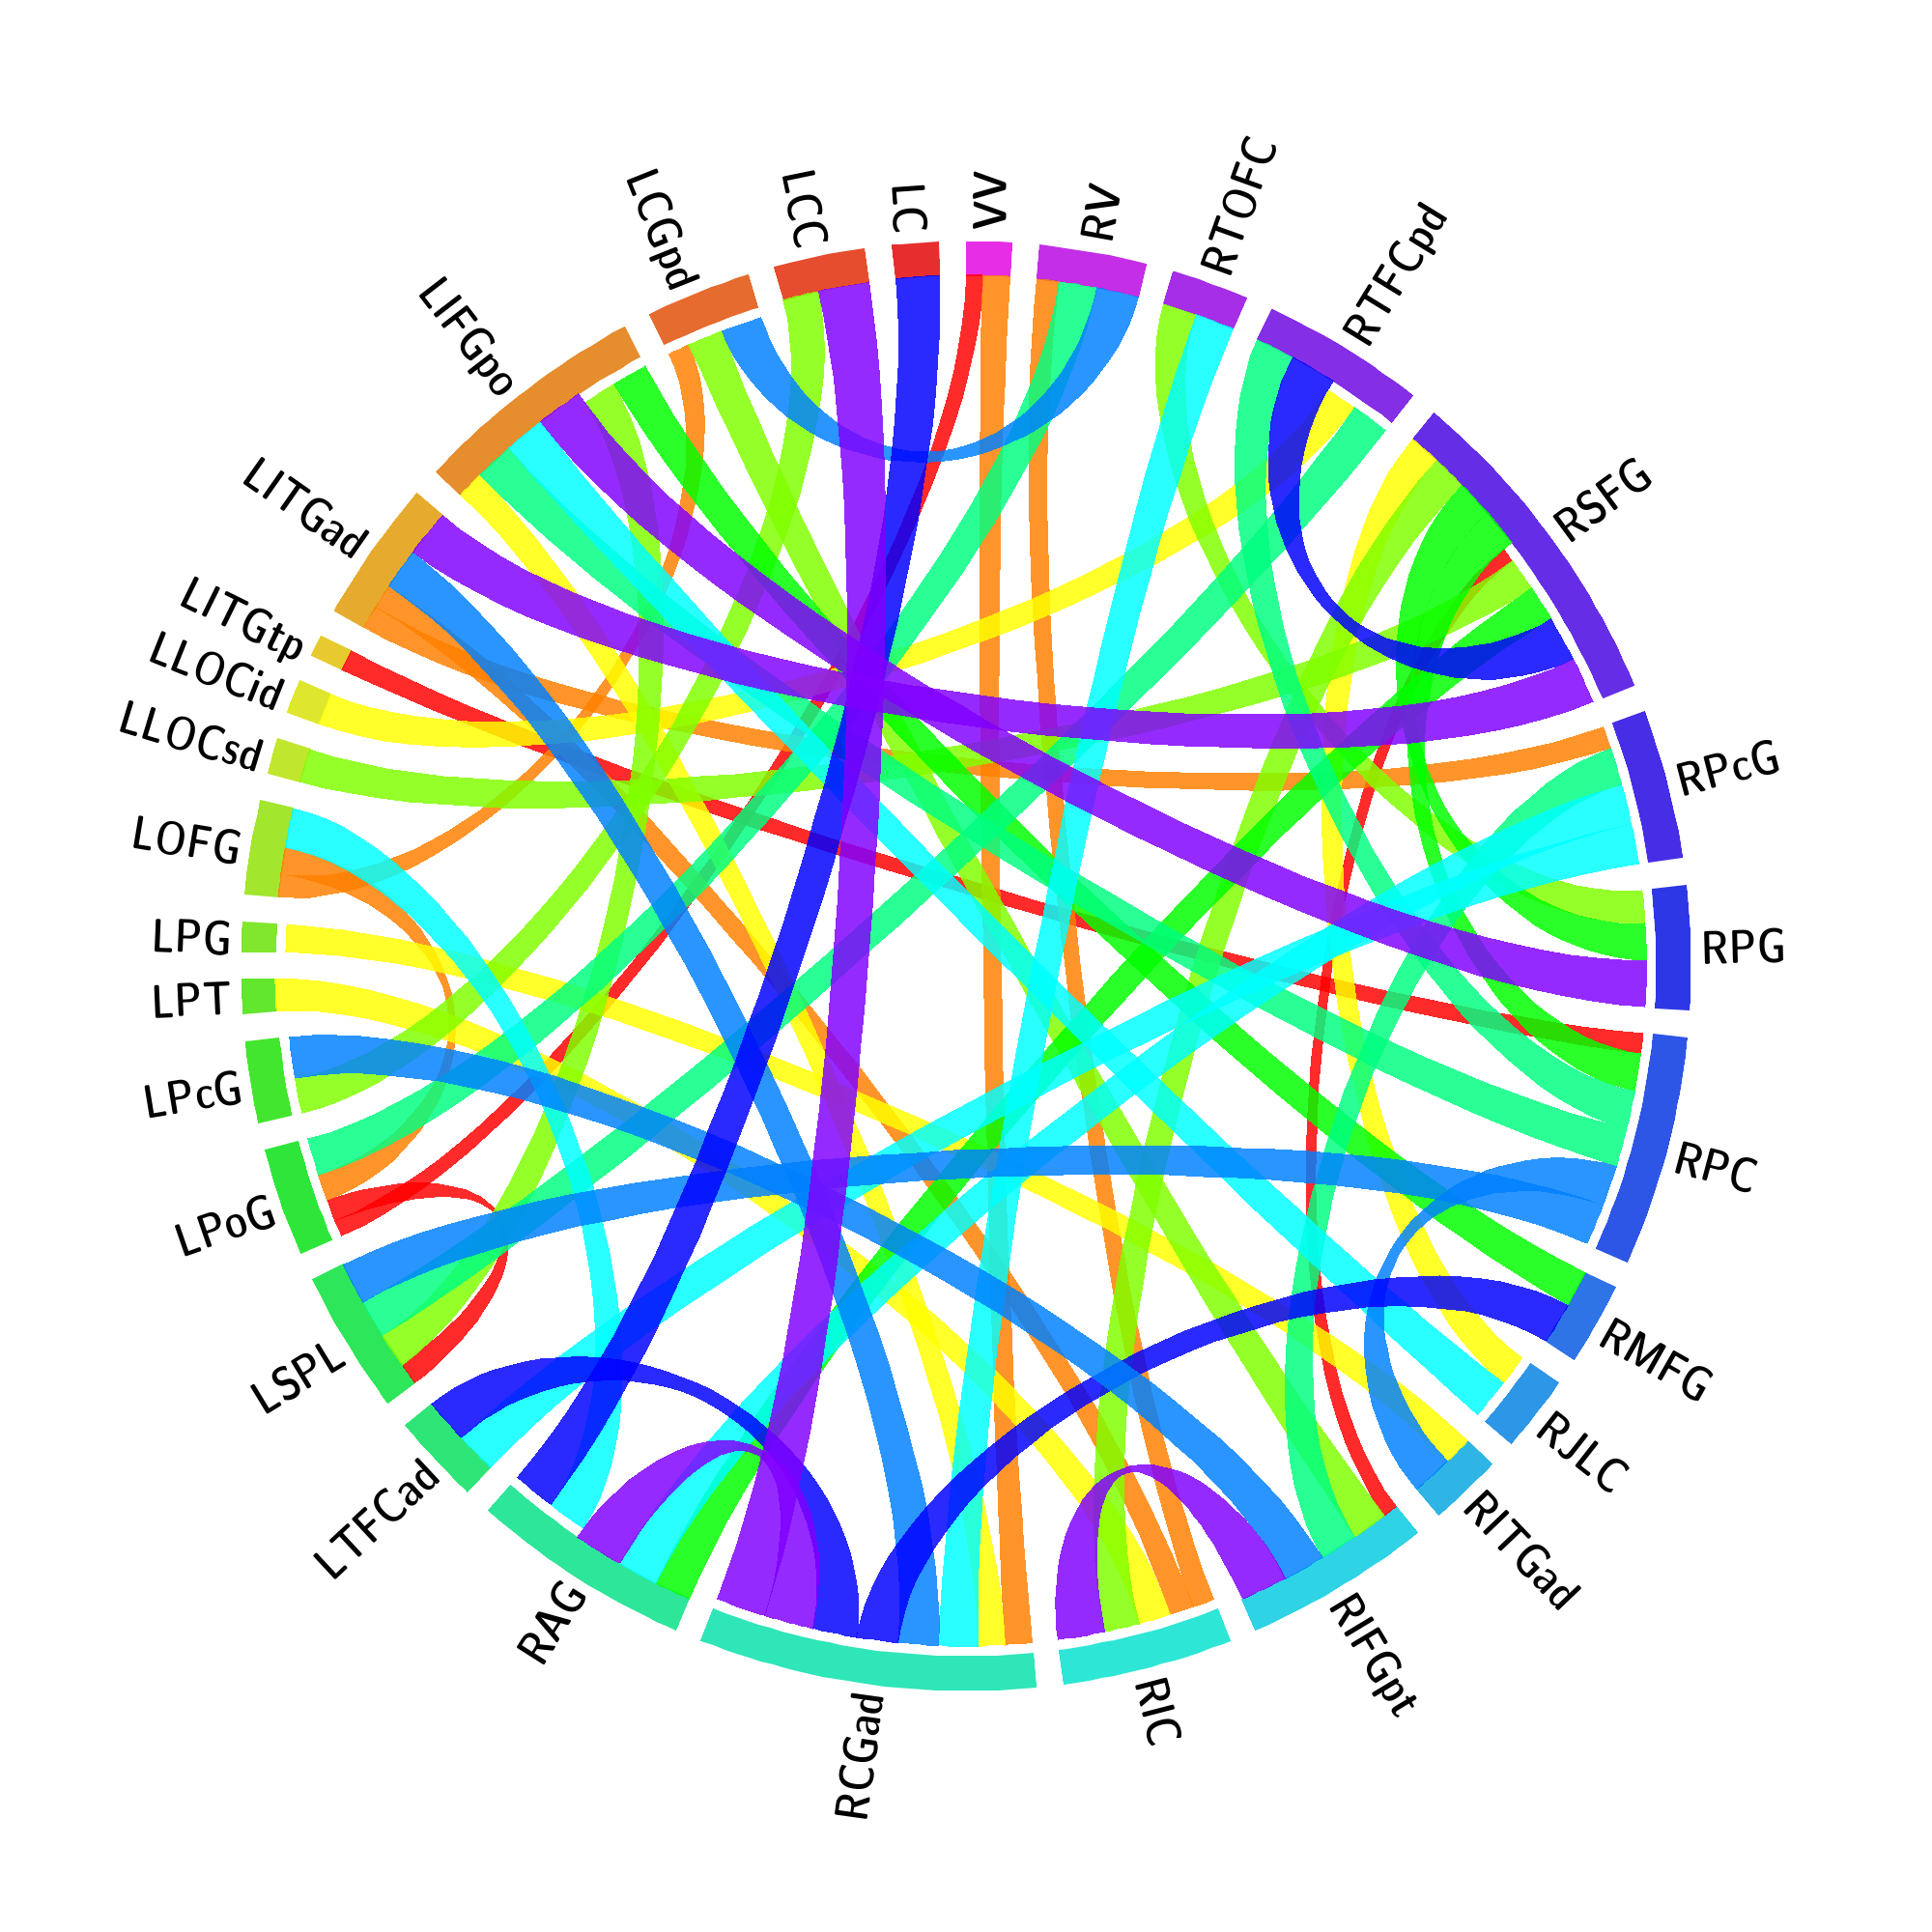 LC
VV
RV
RTOFC
RTFCpd
RSFG
RPcG
RPG
RPC
RMFG
RJLC
RITGad
RIFGpt
RIC
RCGad
RAG
LTFCad
LSPL
LPoG
LPcG
LPT
LPG
LOFG
LLOCsd
LLOCid
LITGtp
LITGad
LIFGpo
LCGpd
LCC